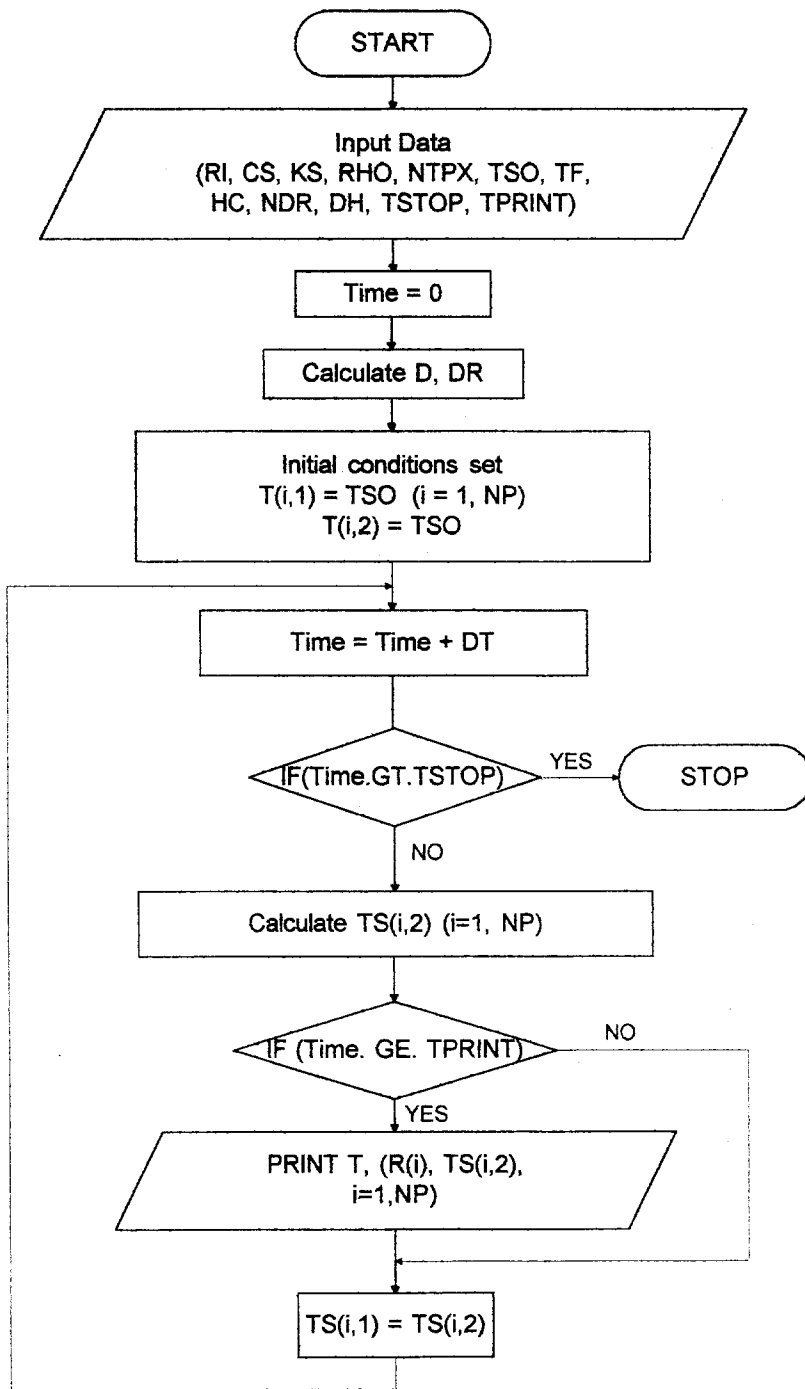 START
Input Data
(RI, CS, KS, RHO, NTPX, TSO, TF,
HC, NDR, DH, TSTOP, TPRINT)
Time = 0
Calculate D, DR
Initial conditions set
T(i,1) = TSO (i = 1, NP)
T(i,2) = TSO
Time = Time + DT
IF(Time.GT.TSTOP)
YES
STOP
NO
Calculate TS(i,2) (i=1, NP)
IF (Time. GE. TPRINT)
NO
YES
PRINT T, (R(i), TS(i,2),
i=1,NP)
TS(i,1) = TS(i,2)